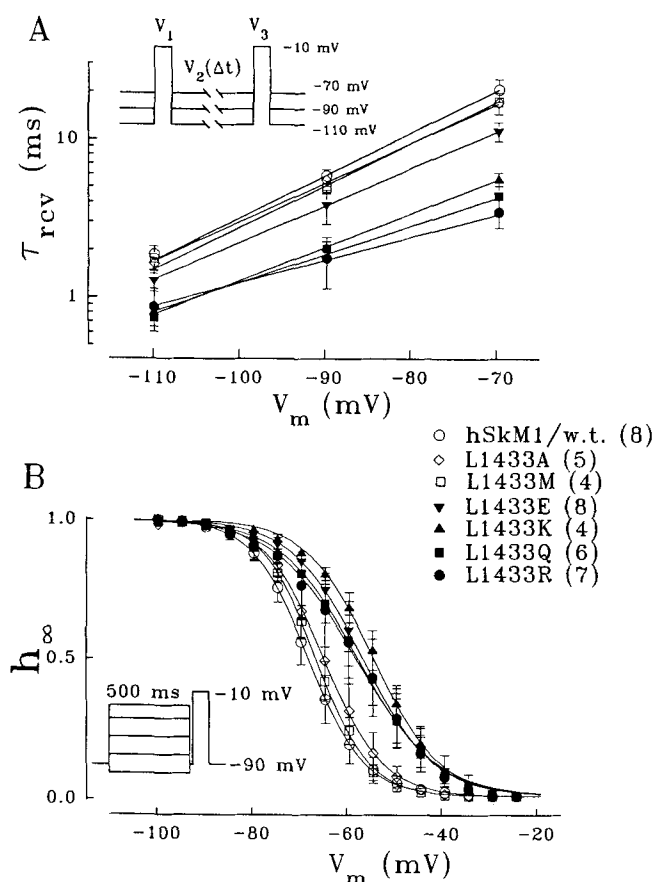 A
V1 V3
-10 mV
V2(Δt)
-70 mV
-90 mV
-110 mV
τrcv (ms)
10
1
-110 -100 -90 -80 -70
Vm (mV)
hSkM1/w.t. (8)
L1433A (5)
L1433M (4)
L1433E (8)
L1433K (4)
L1433Q (6)
L1433R (7)
B
1.0
0.5
0.0
h∞
500 ms
-10 mV
-90 mV
-100 -80 -60 -40 -20
Vm (mV)